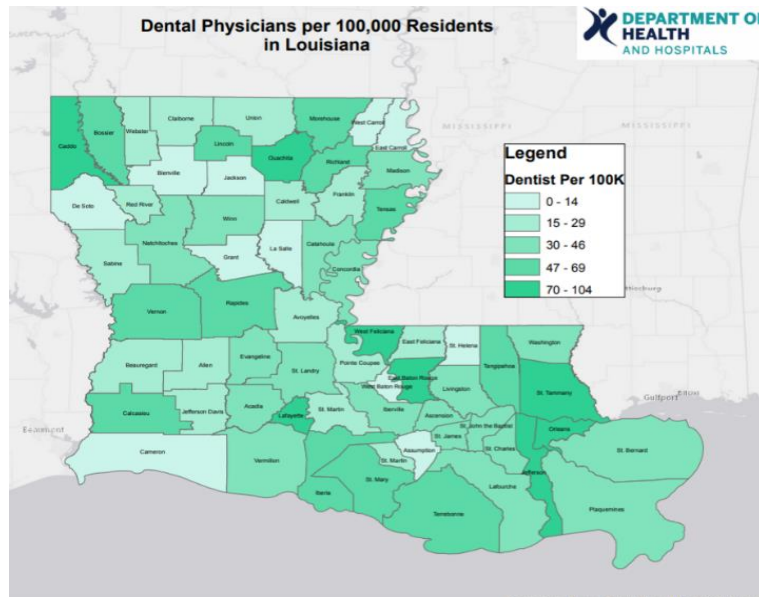 Dental Physicians per 100,000 Residents
in Louisiana
DEPARTMENT OF
HEALTH
AND HOSPITALS
MISSISSIPPI
MISSISSIPPI
Legend
Dentist Per 100K
0 - 14
15 - 29
30 - 46
47 - 69
70 - 104
Caddo
Bossier
Webster
Claiborne
Union
Morehouse
West Carroll
East Carroll
Lincoln
Ouachita
Richland
Madison
Bienville
Jackson
De Soto
Red River
Winn
Caldwell
Franklin
Tensas
Natchitoches
Sabine
Grant
La Salle
Catahoula
Concordia
Vernon
Rapides
Avoyelles
West Feliciana
East Feliciana
St. Helena
Washington
Beauregard
Allen
Evangeline
St. Landry
Pointe Coupee
East Baton Rouge
West Baton Rouge
Livingston
Tangipahoa
St. Tammany
Calcasieu
Jefferson Davis
Acadia
Lafayette
St. Martin
Iberville
Ascension
St. John the Baptist
St. James
St. Charles
Orleans
Jefferson
St. Bernard
Cameron
Vermilion
Iberia
St. Martin
Assumption
St. Mary
Lafourche
Terrebonne
Plaquemines
Beaumont
Gulfport